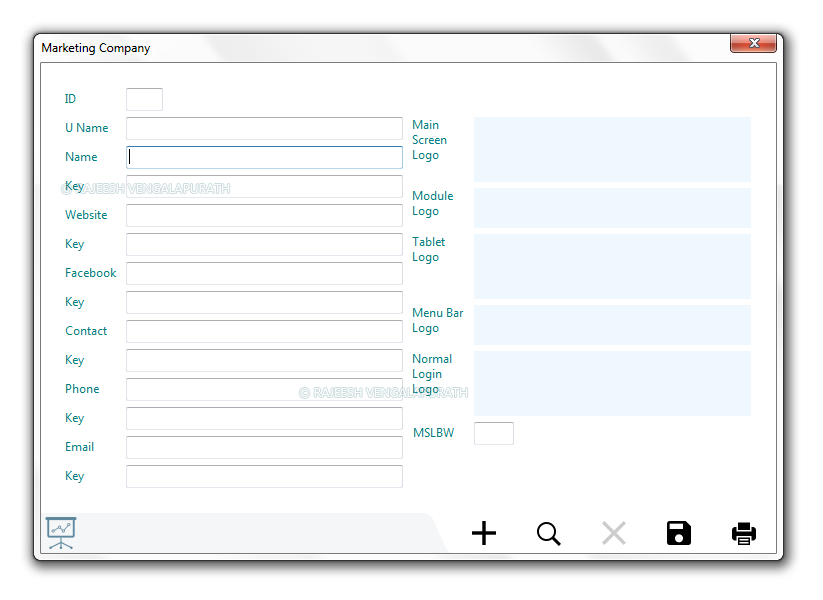 Marketing Company
ID
U Name
Name
Key
© RAJEESH VENGALAPURATH
Website
Key
Facebook
Key
Contact
Key
Phone
Key
Email
Key
Main
Screen
Logo
Module
Logo
Tablet
Logo
Menu Bar
Logo
Normal
Login
Logo
© RAJEESH VENGALAPURATH
MSLBW